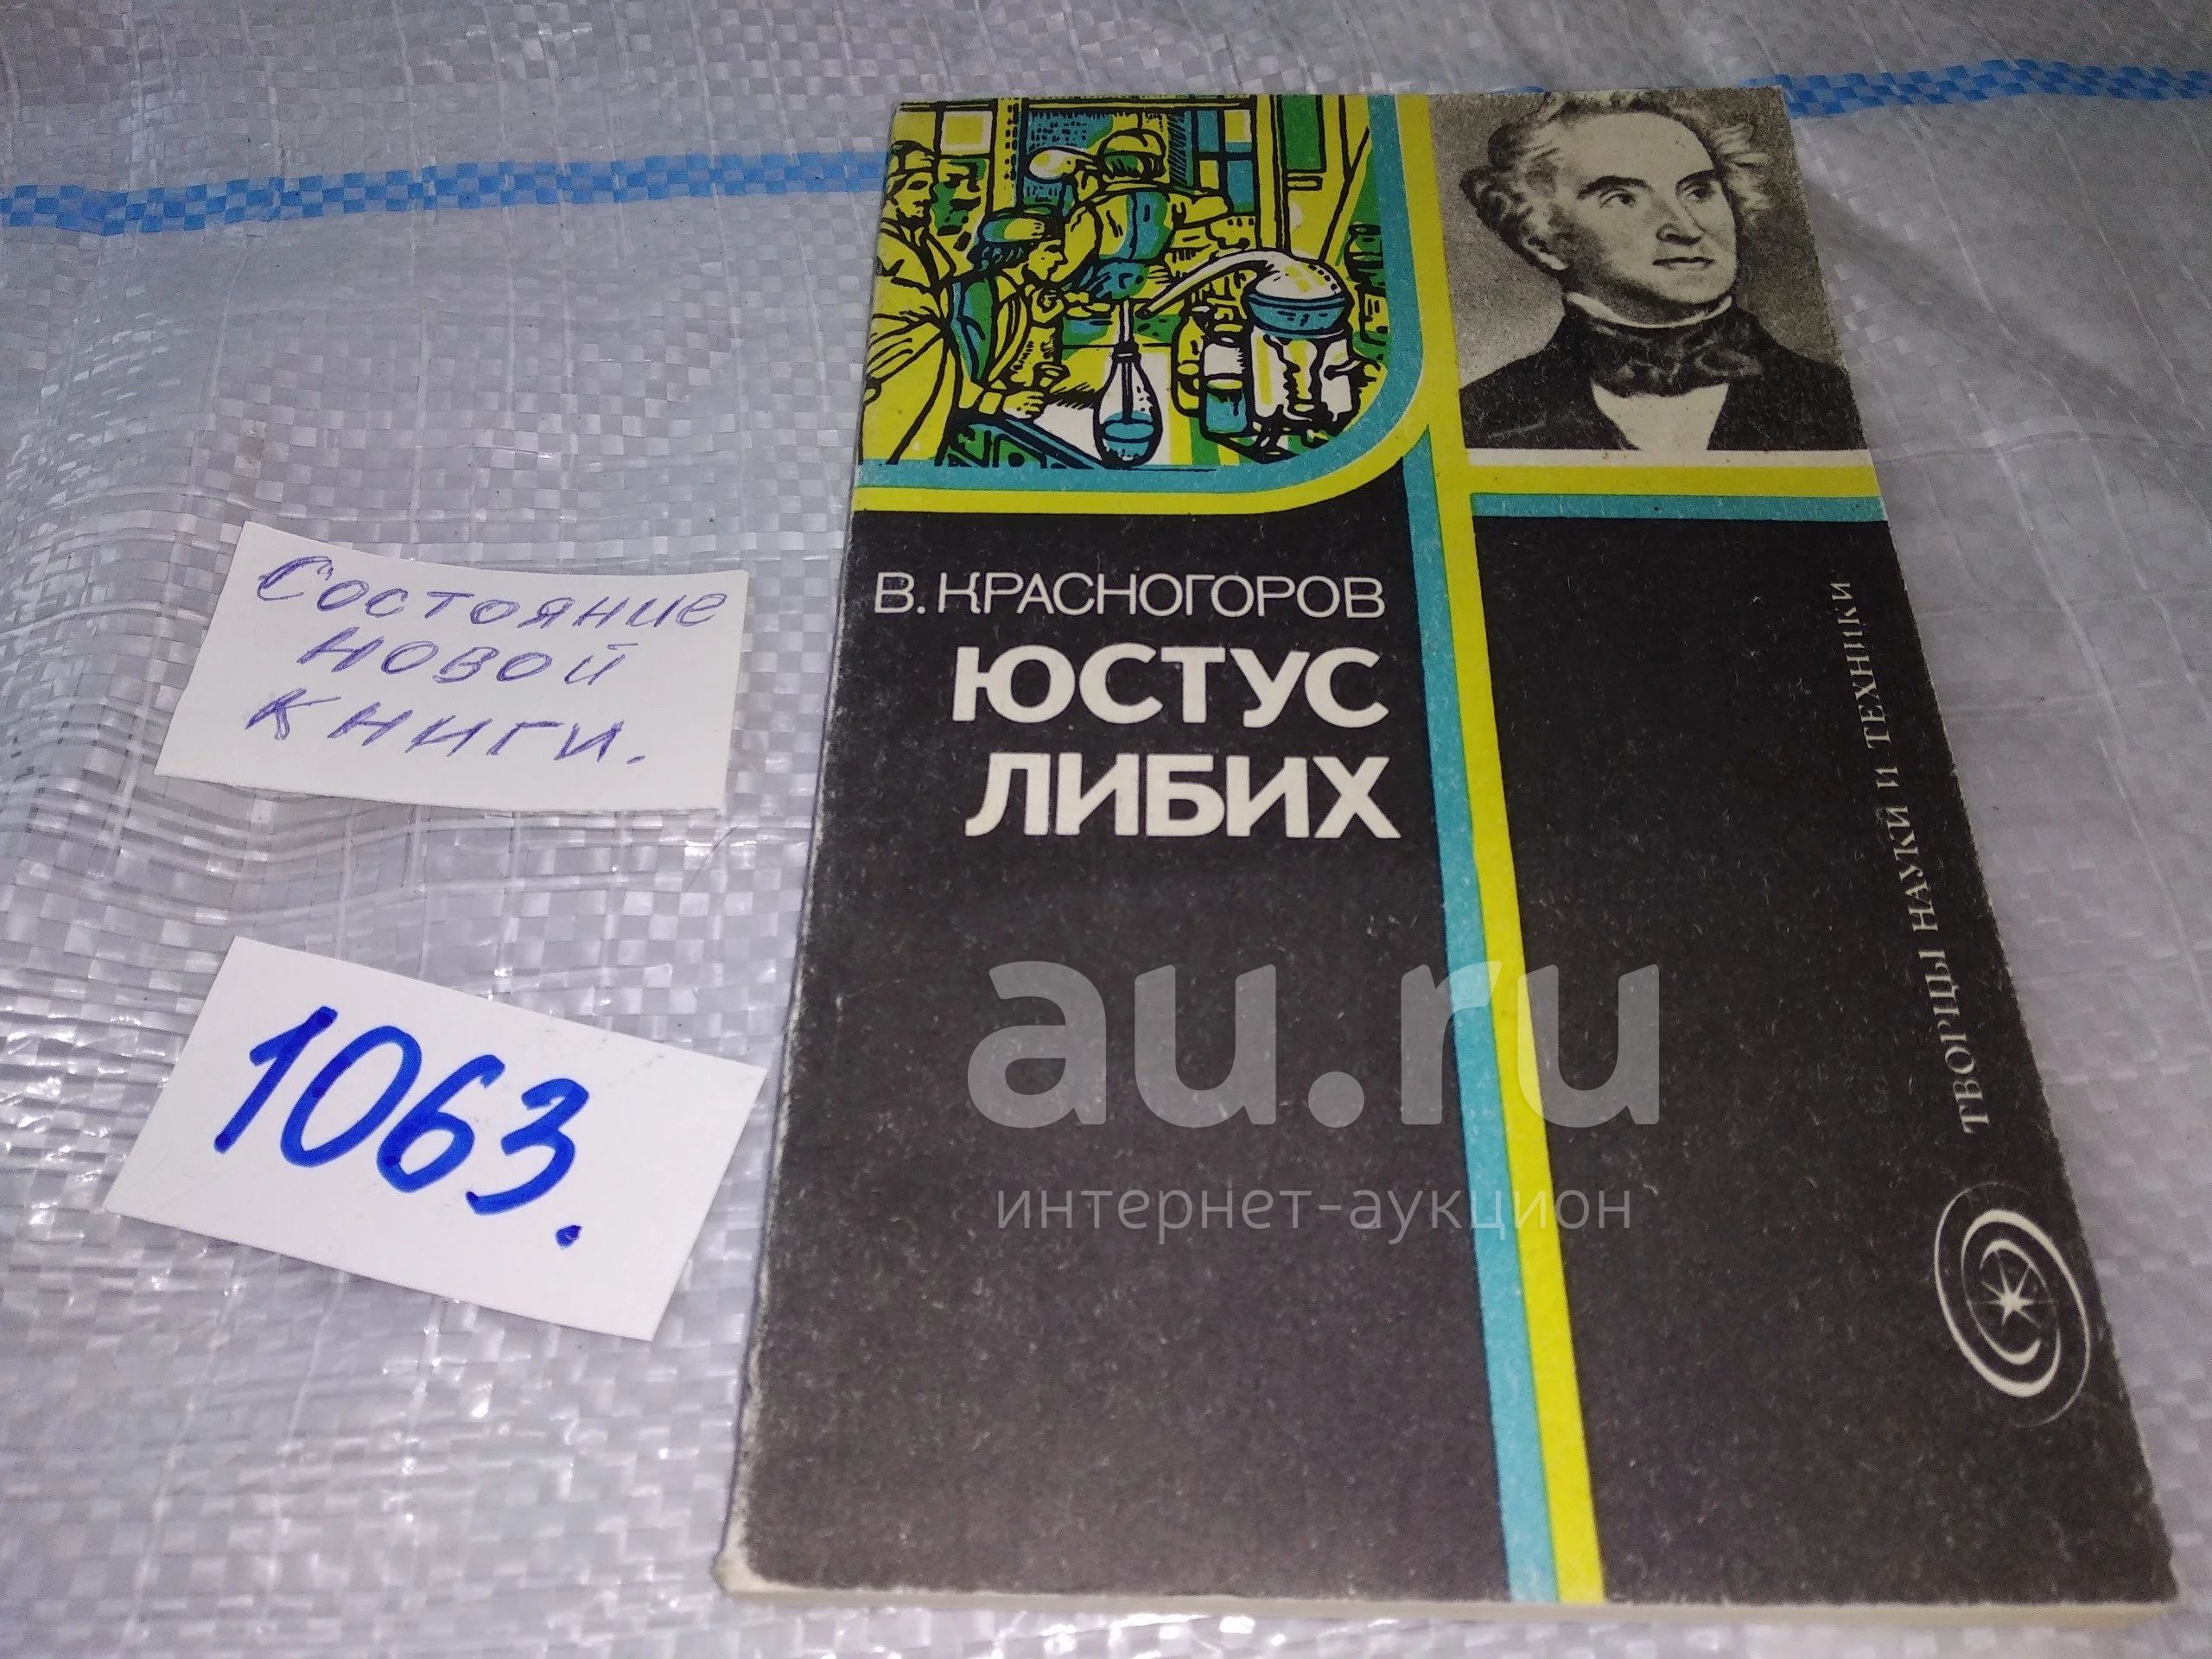 Состояние
новой
книги.
1063.
В. КРАСНОГОРОВ
ЮСТУС
ЛИБИХ
ТВОРЦЫ НАУКИ И ТЕХНИКИ
au.ru
интернет-аукцион